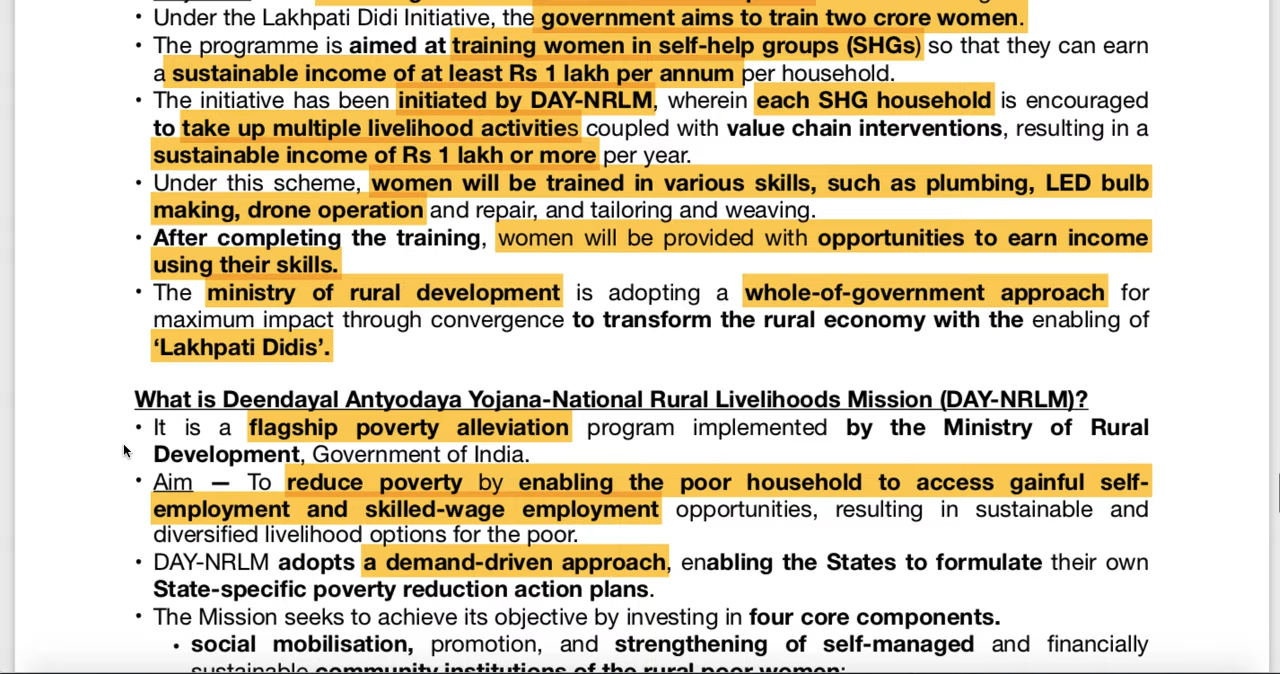 • Under the Lakhpati Didi Initiative, the government aims to train two crore women.
• The programme is aimed at training women in self-help groups (SHGs) so that they can earn
a sustainable income of at least Rs 1 lakh per annum per household.
• The initiative has been initiated by DAY-NRLM, wherein each SHG household is encouraged
to take up multiple livelihood activities coupled with value chain interventions, resulting in a
sustainable income of Rs 1 lakh or more per year.
• Under this scheme, women will be trained in various skills, such as plumbing, LED bulb
making, drone operation and repair, and tailoring and weaving.
• After completing the training, women will be provided with opportunities to earn income
using their skills.
• The ministry of rural development is adopting a whole-of-government approach for
maximum impact through convergence to transform the rural economy with the enabling of
‘Lakhpati Didis’.
What is Deendayal Antyodaya Yojana-National Rural Livelihoods Mission (DAY-NRLM)?
• It is a flagship poverty alleviation program implemented by the Ministry of Rural
Development, Government of India.
• Aim — To reduce poverty by enabling the poor household to access gainful self-
employment and skilled-wage employment opportunities, resulting in sustainable and
diversified livelihood options for the poor.
• DAY-NRLM adopts a demand-driven approach, enabling the States to formulate their own
State-specific poverty reduction action plans.
• The Mission seeks to achieve its objective by investing in four core components.
• social mobilisation, promotion, and strengthening of self-managed and financially
sustainable community institutions of the rural poor women;